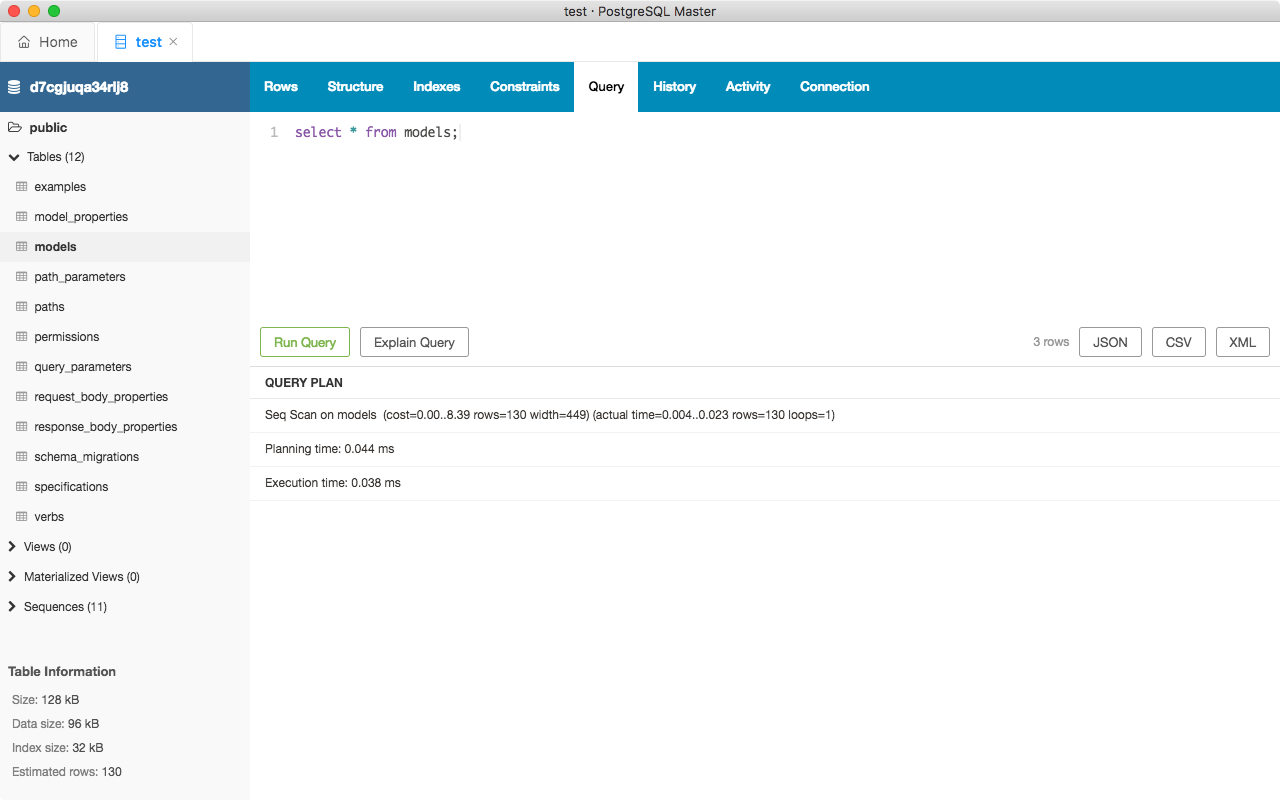 test · PostgreSQL Master
Home
test
d7cgjuqa34rlj8
Rows Structure Indexes Constraints Query History Activity Connection
public
Tables (12)
examples
model_properties
models
path_parameters
paths
permissions
query_parameters
request_body_properties
response_body_properties
schema_migrations
specifications
verbs
Views (0)
Materialized Views (0)
Sequences (11)
Table Information
Size: 128 kB
Data size: 96 kB
Index size: 32 kB
Estimated rows: 130
1 select * from models;
Run Query Explain Query 3 rows JSON CSV XML
QUERY PLAN
Seq Scan on models (cost=0.00..8.39 rows=130 width=449) (actual time=0.004..0.023 rows=130 loops=1)
Planning time: 0.044 ms
Execution time: 0.038 ms